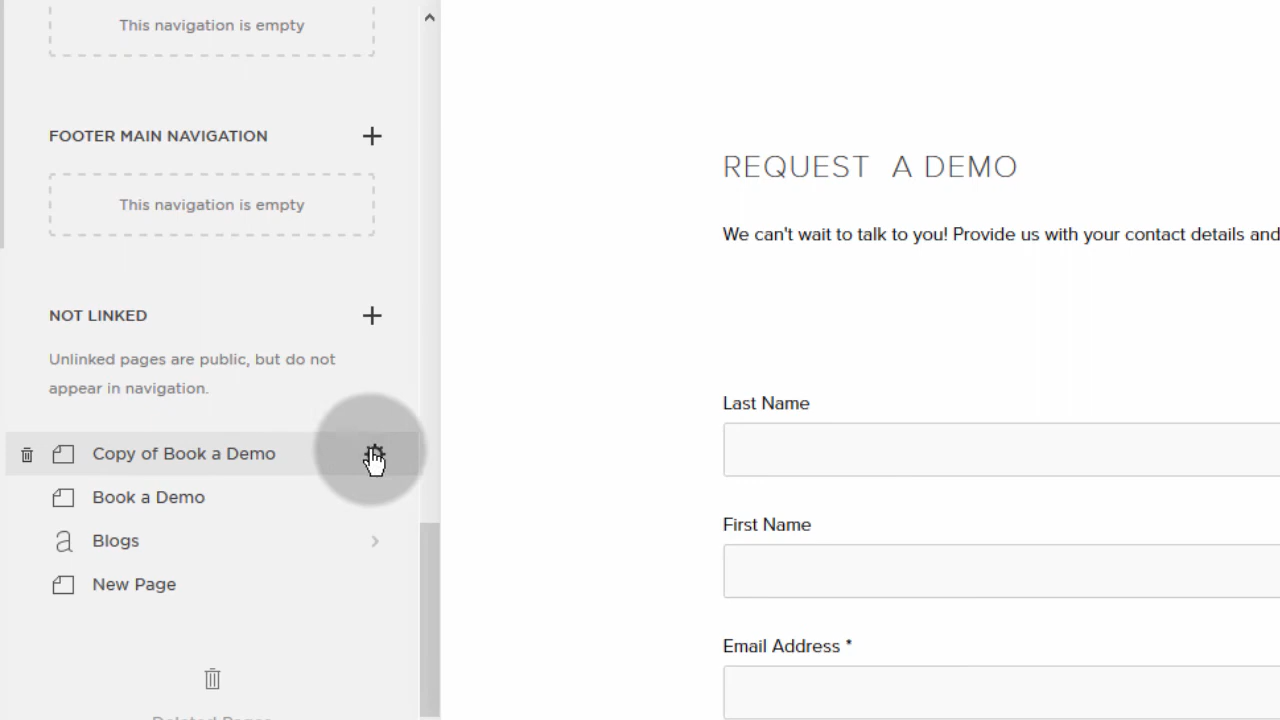 This navigation is empty
FOOTER MAIN NAVIGATION
This navigation is empty
NOT LINKED
Unlinked pages are public, but do not
appear in navigation.
Copy of Book a Demo
Book a Demo
Blogs
New Page
Deleted Pages
REQUEST A DEMO
We can't wait to talk to you! Provide us with your contact details and
Last Name
First Name
Email Address *